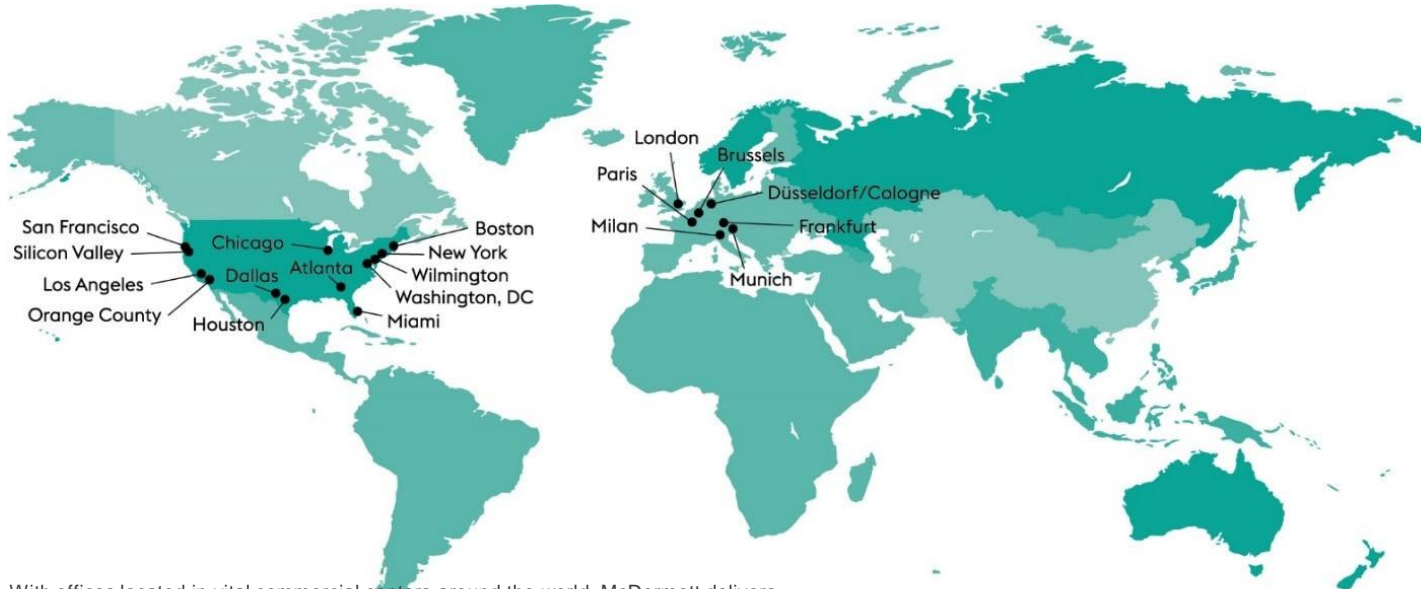 London
Brussels
Paris
Düsseldorf/Cologne
San Francisco
Chicago
Boston
Milan
Frankfurt
Silicon Valley
New York
Los Angeles
Dallas
Atlanta
Wilmington
Munich
Orange County
Washington, DC
Houston
Miami
With offices located in vital commercial centers around the world, McDermott delivers